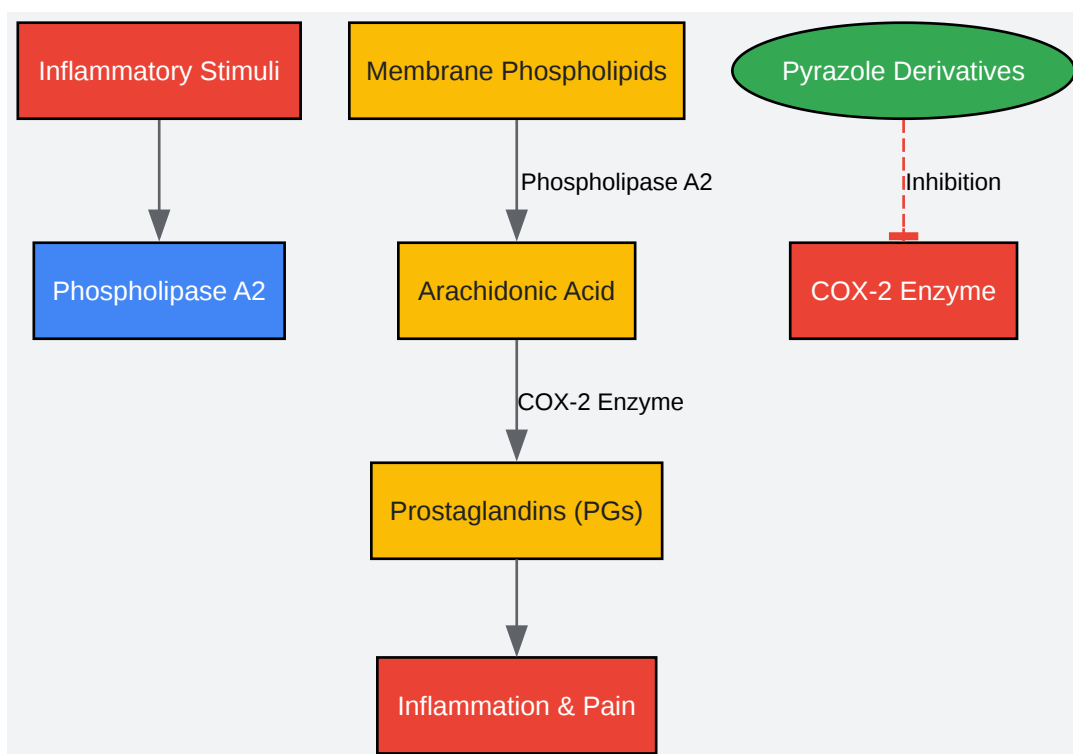 Inflammatory Stimuli
Membrane Phospholipids
Pyrazole Derivatives
Phospholipase A2
Inhibition
Phospholipase A2
Arachidonic Acid
COX-2 Enzyme
COX-2 Enzyme
Prostaglandins (PGs)
Inflammation & Pain